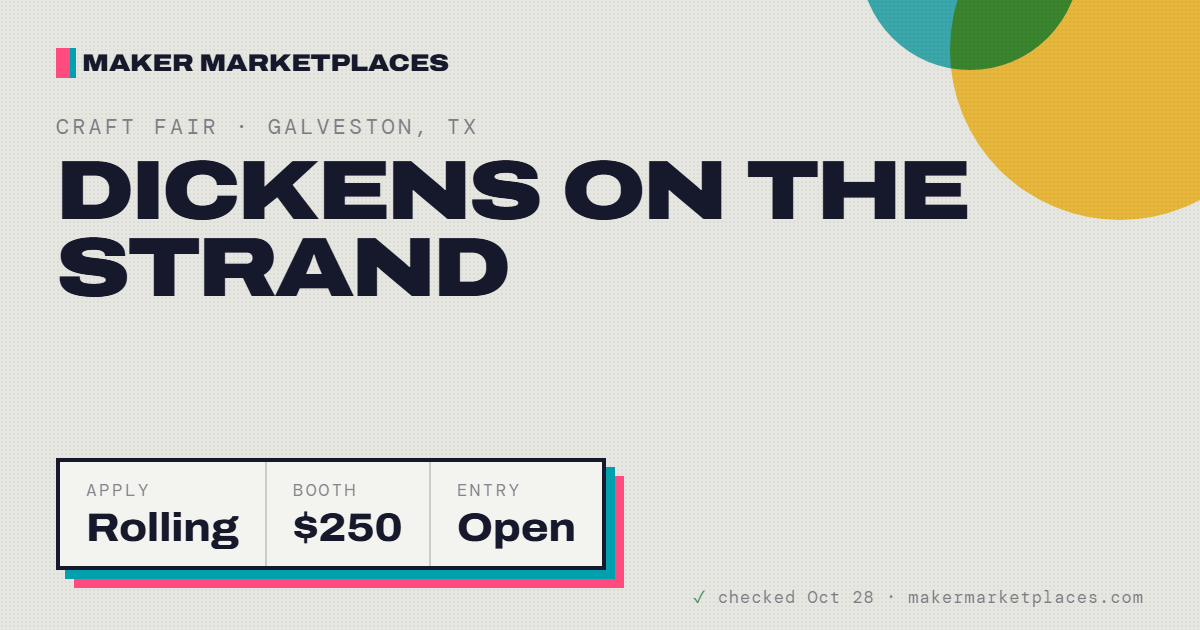 MAKER MARKETPLACES
CRAFT FAIR · GALVESTON, TX
DICKENS ON THE
STRAND
APPLY
Rolling
BOOTH
$250
ENTRY
Open
✓ checked Oct 28 · makermarketplaces.com